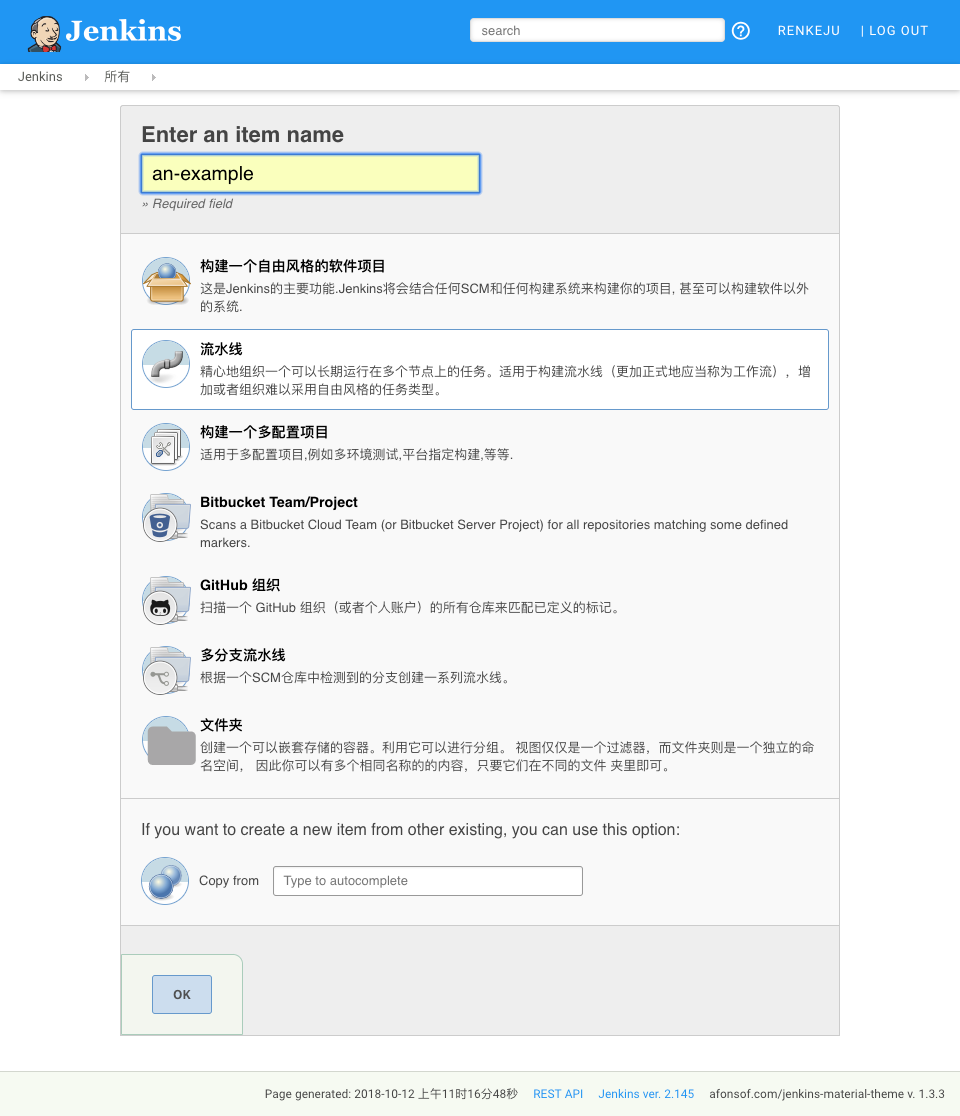 Jenkins
search
RENKEJU
| LOG OUT
Jenkins
所有
Enter an item name
an-example
» Required field
构建一个自由风格的软件项目
这是Jenkins的主要功能.Jenkins将会结合任何SCM和任何构建系统来构建你的项目, 甚至可以构建软件以外
的系统.
流水线
精心地组织一个可以长期运行在多个节点上的任务。适用于构建流水线（更加正式地应当称为工作流），增
加或者组织难以采用自由风格的任务类型。
构建一个多配置项目
适用于多配置项目,例如多环境测试,平台指定构建,等等.
Bitbucket Team/Project
Scans a Bitbucket Cloud Team (or Bitbucket Server Project) for all repositories matching some defined
markers.
GitHub 组织
扫描一个 GitHub 组织（或者个人账户）的所有仓库来匹配已定义的标记。
多分支流水线
根据一个SCM仓库中检测到的分支创建一系列流水线。
文件夹
创建一个可以嵌套存储的容器。利用它可以进行分组。 视图仅仅是一个过滤器，而文件夹则是一个独立的命
名空间， 因此你可以有多个相同名称的的内容，只要它们在不同的文件 夹里即可。
If you want to create a new item from other existing, you can use this option:
Copy from
Type to autocomplete
OK
Page generated: 2018-10-12 上午11时16分48秒
REST API
Jenkins ver. 2.145
afonsof.com/jenkins-material-theme v. 1.3.3